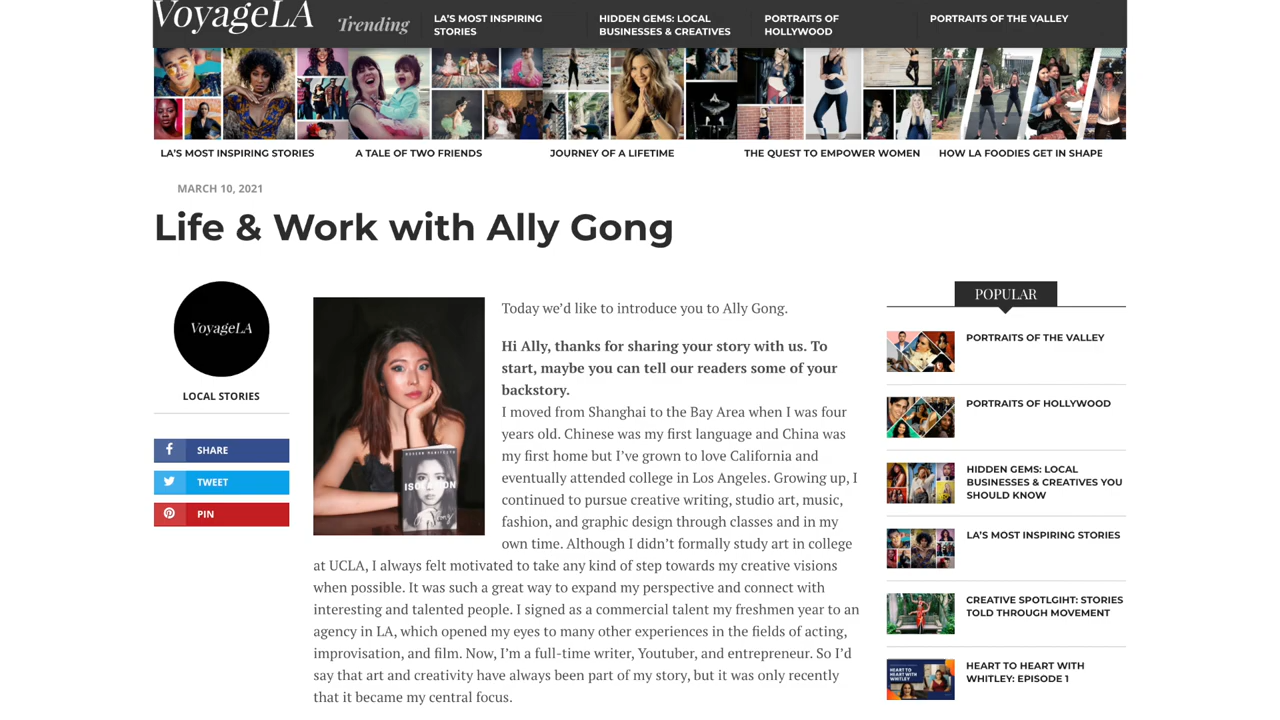 VoyageLA
Trending
LA'S MOST INSPIRING
STORIES
HIDDEN GEMS: LOCAL
BUSINESSES & CREATIVES
PORTRAITS OF
HOLLYWOOD
PORTRAITS OF THE VALLEY
LA'S MOST INSPIRING STORIES
A TALE OF TWO FRIENDS
JOURNEY OF A LIFETIME
THE QUEST TO EMPOWER WOMEN
HOW LA FOODIES GET IN SHAPE
MARCH 10, 2021
Life & Work with Ally Gong
VoyageLA
LOCAL STORIES
SHARE
TWEET
PIN
ISOLATION
Today we'd like to introduce you to Ally Gong.
Hi Ally, thanks for sharing your story with us. To
start, maybe you can tell our readers some of your
backstory.
I moved from Shanghai to the Bay Area when I was four
years old. Chinese was my first language and China was
my first home but I've grown to love California and
eventually attended college in Los Angeles. Growing up, I
continued to pursue creative writing, studio art, music,
fashion, and graphic design through classes and in my
own time. Although I didn't formally study art in college
at UCLA, I always felt motivated to take any kind of step towards my creative visions
when possible. It was such a great way to expand my perspective and connect with
interesting and talented people. I signed as a commercial talent my freshmen year to an
agency in LA, which opened my eyes to many other experiences in the fields of acting,
improvisation, and film. Now, I'm a full-time writer, Youtuber, and entrepreneur. So I'd
say that art and creativity have always been part of my story, but it was only recently
that it became my central focus.
POPULAR
PORTRAITS OF THE VALLEY
PORTRAITS OF HOLLYWOOD
HIDDEN GEMS: LOCAL
BUSINESSES & CREATIVES YOU
SHOULD KNOW
LA'S MOST INSPIRING STORIES
CREATIVE SPOTLGIHT: STORIES
TOLD THROUGH MOVEMENT
HEART TO HEART WITH
WHITLEY: EPISODE 1